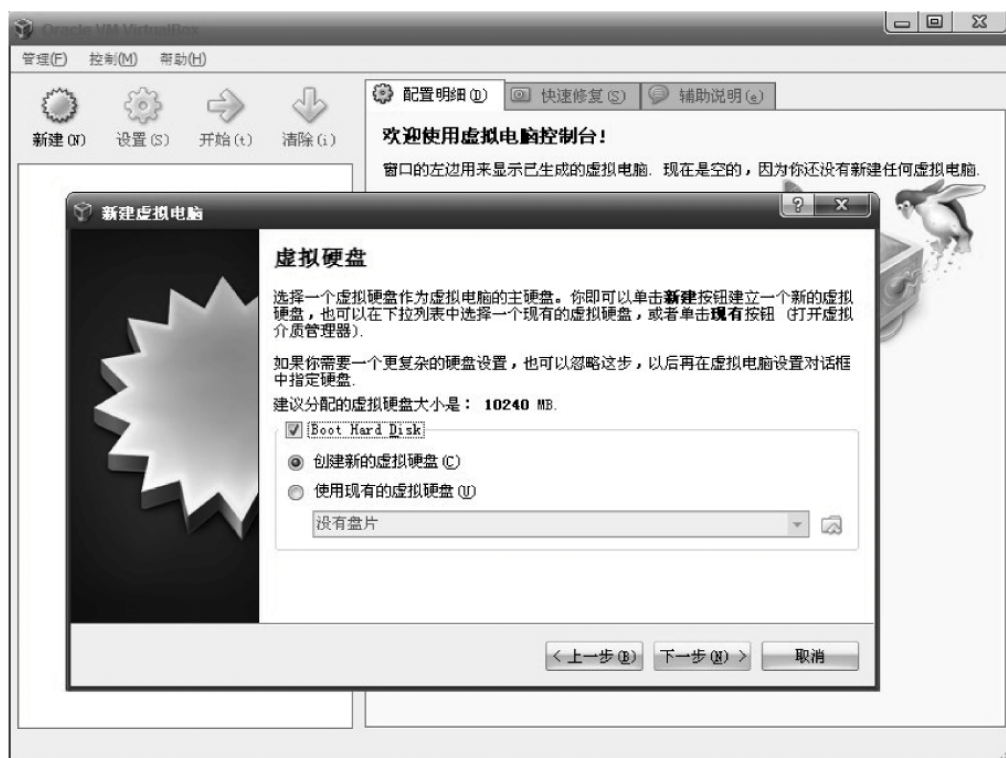 Oracle VM VirtualBox
管理(F) 控制(M) 帮助(H)
新建(N) 设置(S) 开始(t) 清除(i)
配置明细(D) 快速修复(S) 辅助说明(e)
欢迎使用虚拟电脑控制台!
窗口的左边用来显示已生成的虚拟电脑. 现在是空的,因为你还没有新建任何虚拟电脑.
新建虚拟电脑
虚拟硬盘
选择一个虚拟硬盘作为虚拟电脑的主硬盘。你即可以单击新建按钮建立一个新的虚拟
硬盘,也可以在下拉列表中选择一个现有的虚拟硬盘,或者单击现有按钮 (打开虚拟
介质管理器).
如果你需要一个更复杂的硬盘设置,也可以忽略这步,以后再在虚拟电脑设置对话框
中指定硬盘.
建议分配的虚拟硬盘大小是: 10240 MB.
Boot Hard Disk
创建新的虚拟硬盘(C)
使用现有的虚拟硬盘(U)
没有盘片
< 上一步(B) 下一步(N) > 取消